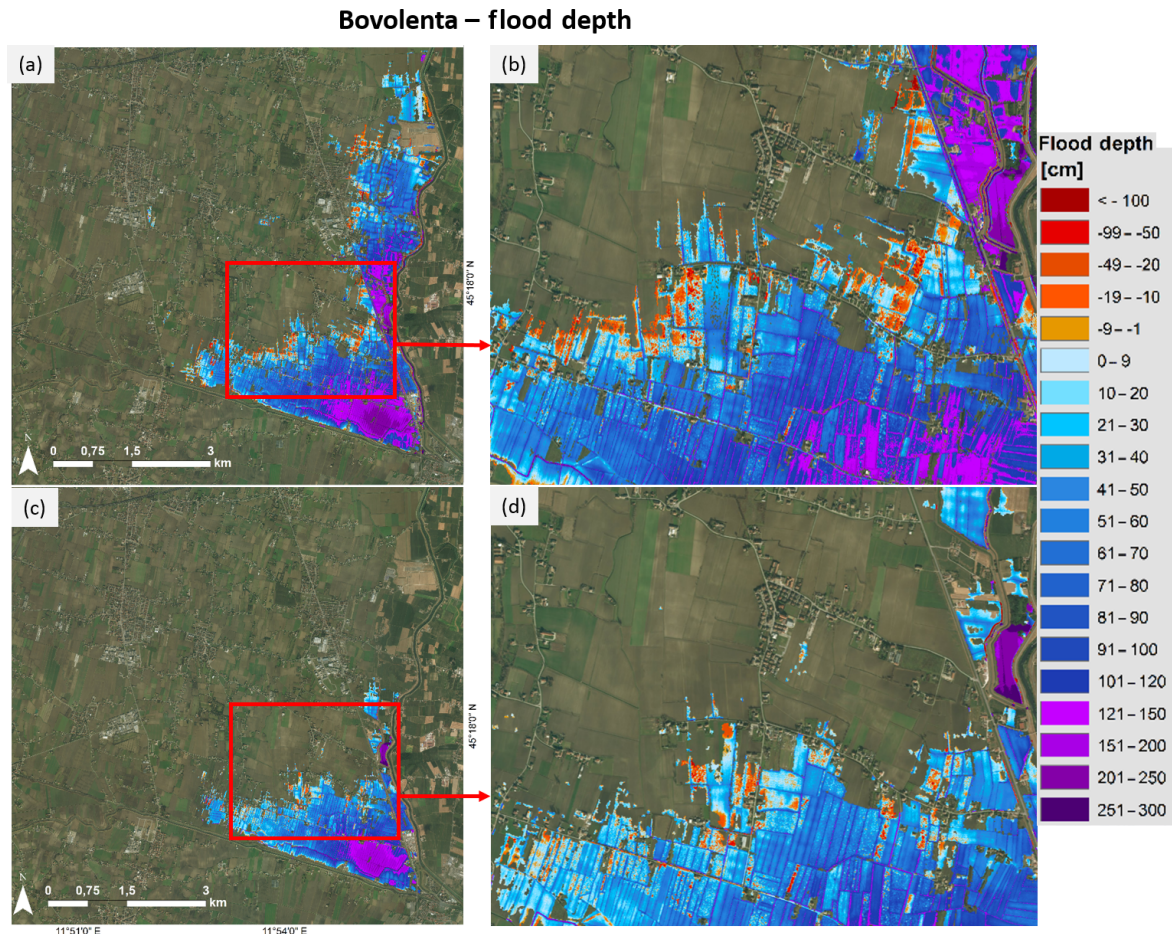 Bovolenta – flood depth
(a)
(b)
45°18'0" N
N
0 0,75 1,5 3
km
Flood depth
[cm]
< - 100
-99 – -50
-49 – -20
-19 – -10
-9 – -1
0 – 9
10 – 20
21 – 30
31 – 40
41 – 50
51 – 60
61 – 70
71 – 80
81 – 90
91 – 100
101 – 120
121 – 150
151 – 200
201 – 250
251 – 300
(c)
(d)
45°18'0" N
N
0 0,75 1,5 3
km
11°51'0" E 11°54'0" E